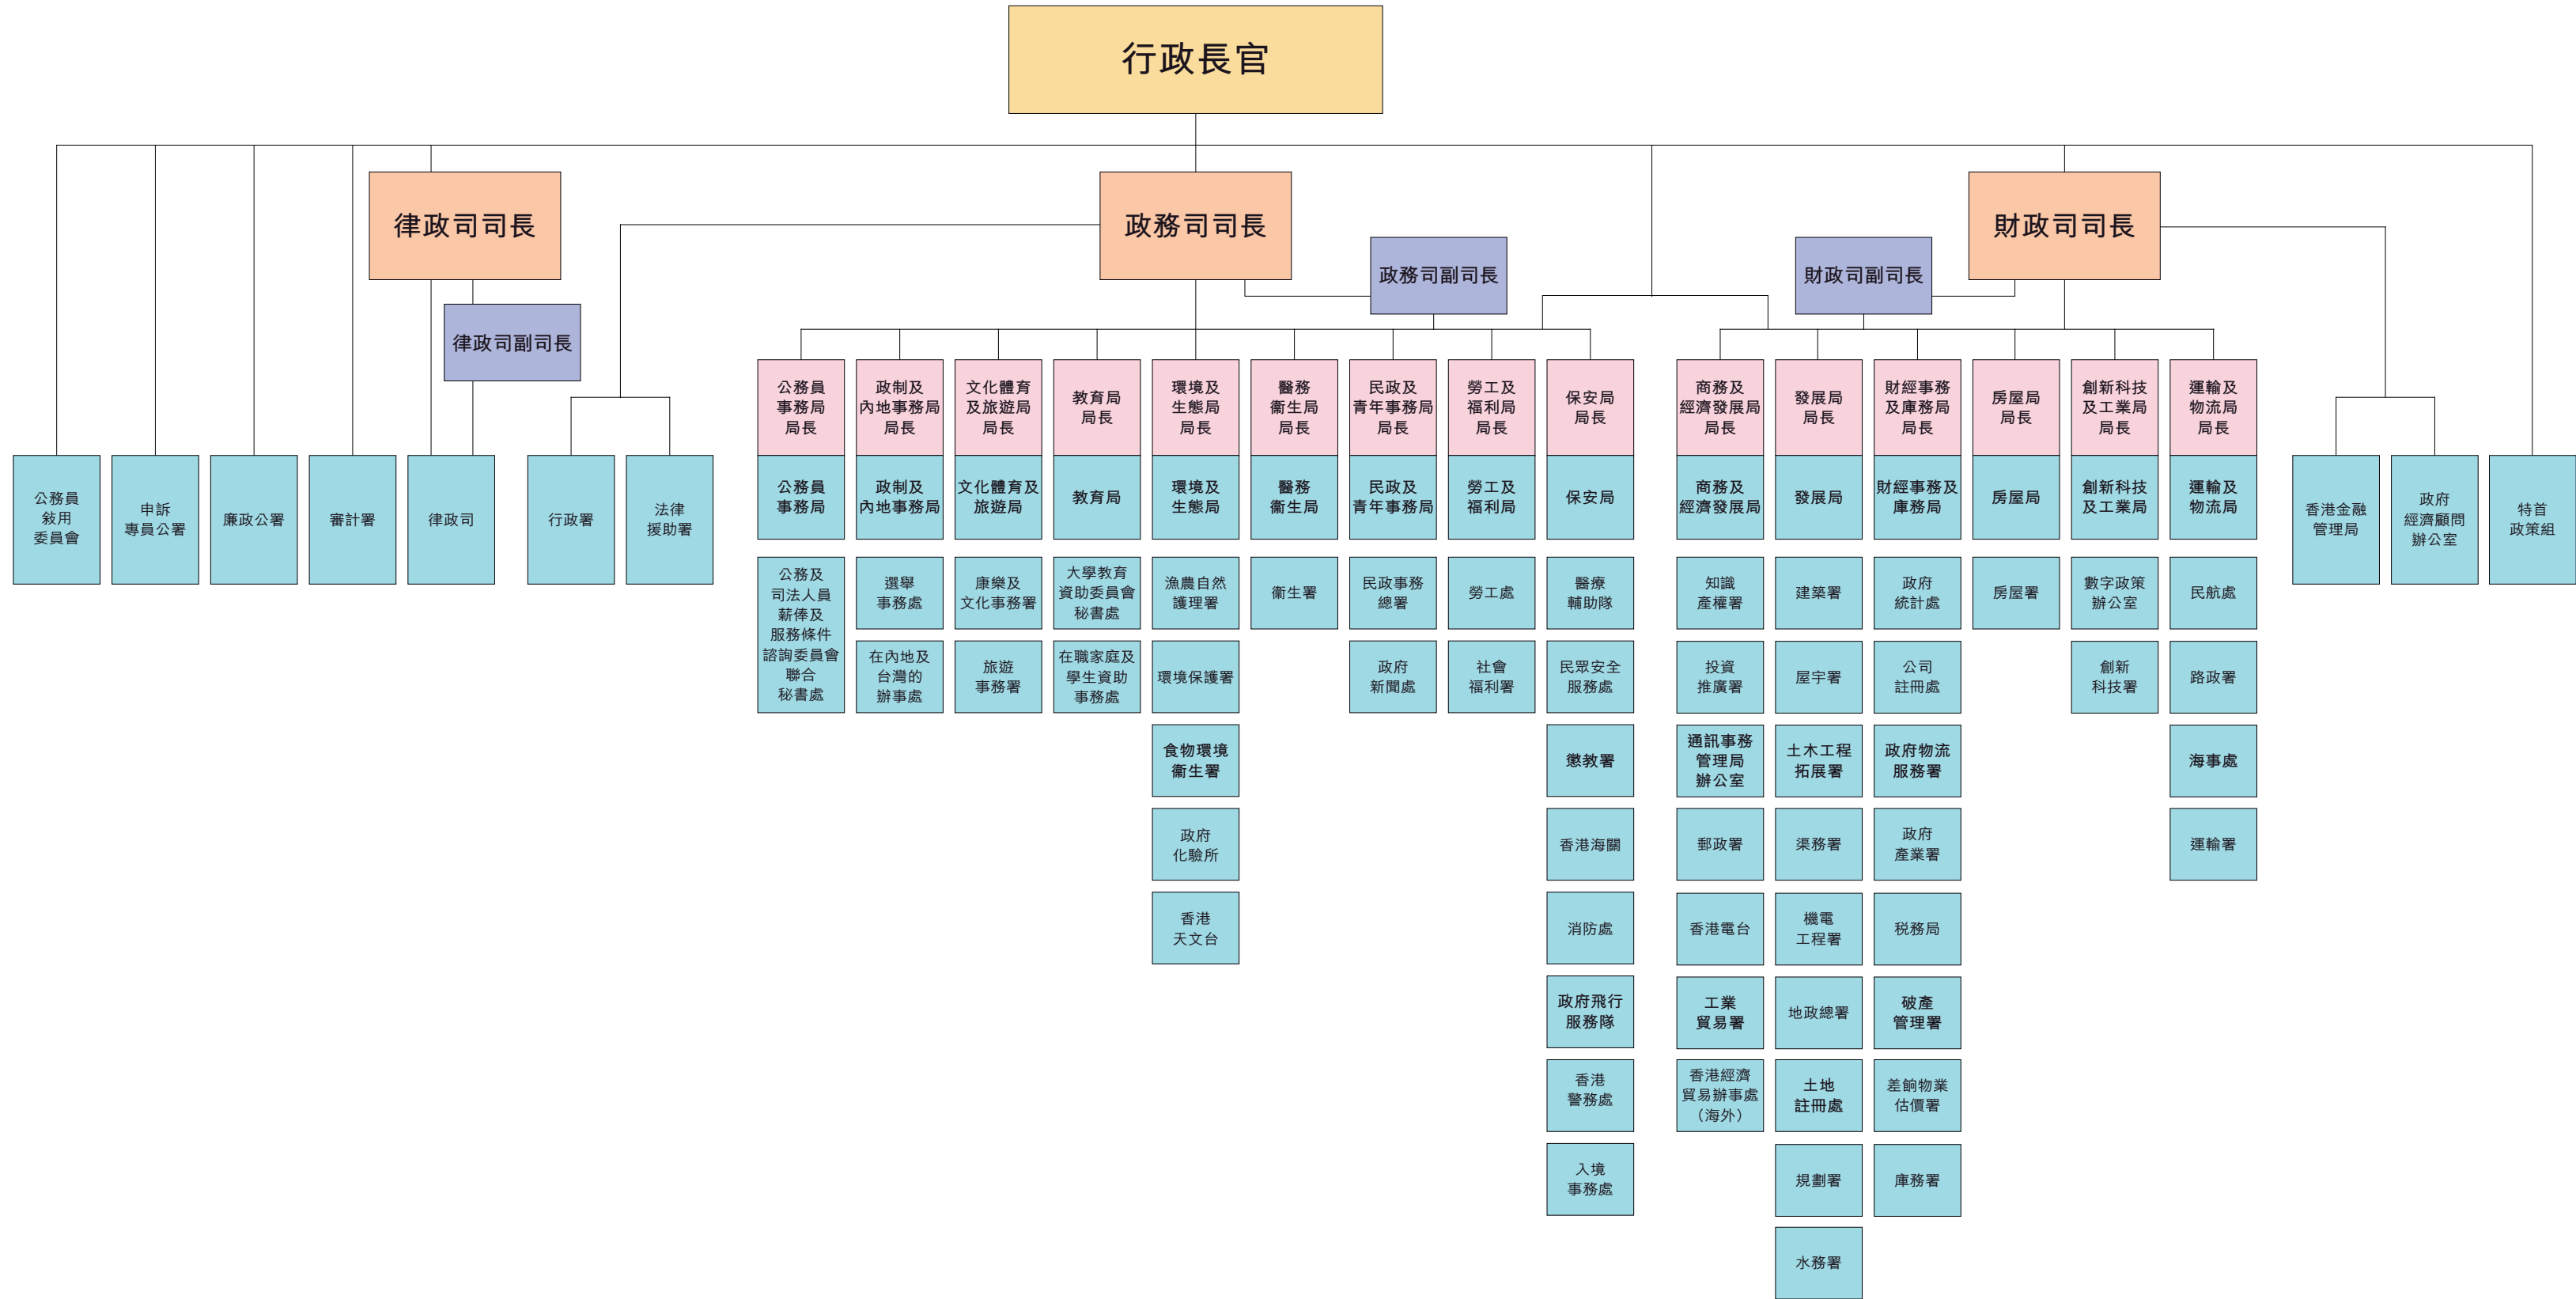 行政長官
律政司司長
政務司司長
財政司司長
政務司副司長
財政司副司長
律政司副司長
公務員
事務局
局長
政制及
內地事務局
局長
文化體育
及旅遊局
局長
教育局
局長
環境及
生態局
局長
醫務
衞生局
局長
民政及
青年事務局
局長
勞工及
福利局
局長
保安局
局長
商務及
經濟發展局
局長
發展局
局長
財經事務
及庫務局
局長
房屋局
局長
創新科技
及工業局
局長
運輸及
物流局
局長
公務員
敍用
委員會
申訴
專員公署
廉政公署
審計署
律政司
行政署
法律
援助署
公務員
事務局
政制及
內地事務局
文化體育及
旅遊局
教育局
環境及
生態局
醫務
衞生局
民政及
青年事務局
勞工及
福利局
保安局
商務及
經濟發展局
發展局
財經事務及
庫務局
房屋局
創新科技
及工業局
運輸及
物流局
香港金融
管理局
政府
經濟顧問
辦公室
特首
政策組
公務及
司法人員
薪俸及
服務條件
諮詢委員會
聯合
秘書處
選舉
事務處
康樂及
文化事務署
大學教育
資助委員會
秘書處
漁農自然
護理署
衞生署
民政事務
總署
勞工處
醫療
輔助隊
知識
產權署
建築署
政府
統計處
房屋署
數字政策
辦公室
民航處
在內地及
台灣的
辦事處
旅遊
事務署
在職家庭及
學生資助
事務處
環境保護署
政府
新聞處
社會
福利署
民眾安全
服務處
投資
推廣署
屋宇署
公司
註冊處
創新
科技署
路政署
食物環境
衞生署
懲教署
通訊事務
管理局
辦公室
土木工程
拓展署
政府物流
服務署
海事處
政府
化驗所
香港海關
郵政署
渠務署
政府
產業署
運輸署
香港
天文台
消防處
香港電台
機電
工程署
税務局
政府飛行
服務隊
工業
貿易署
地政總署
破產
管理署
香港
警務處
香港經濟
貿易辦事處
（海外）
土地
註冊處
差餉物業
估價署
入境
事務處
規劃署
庫務署
水務署